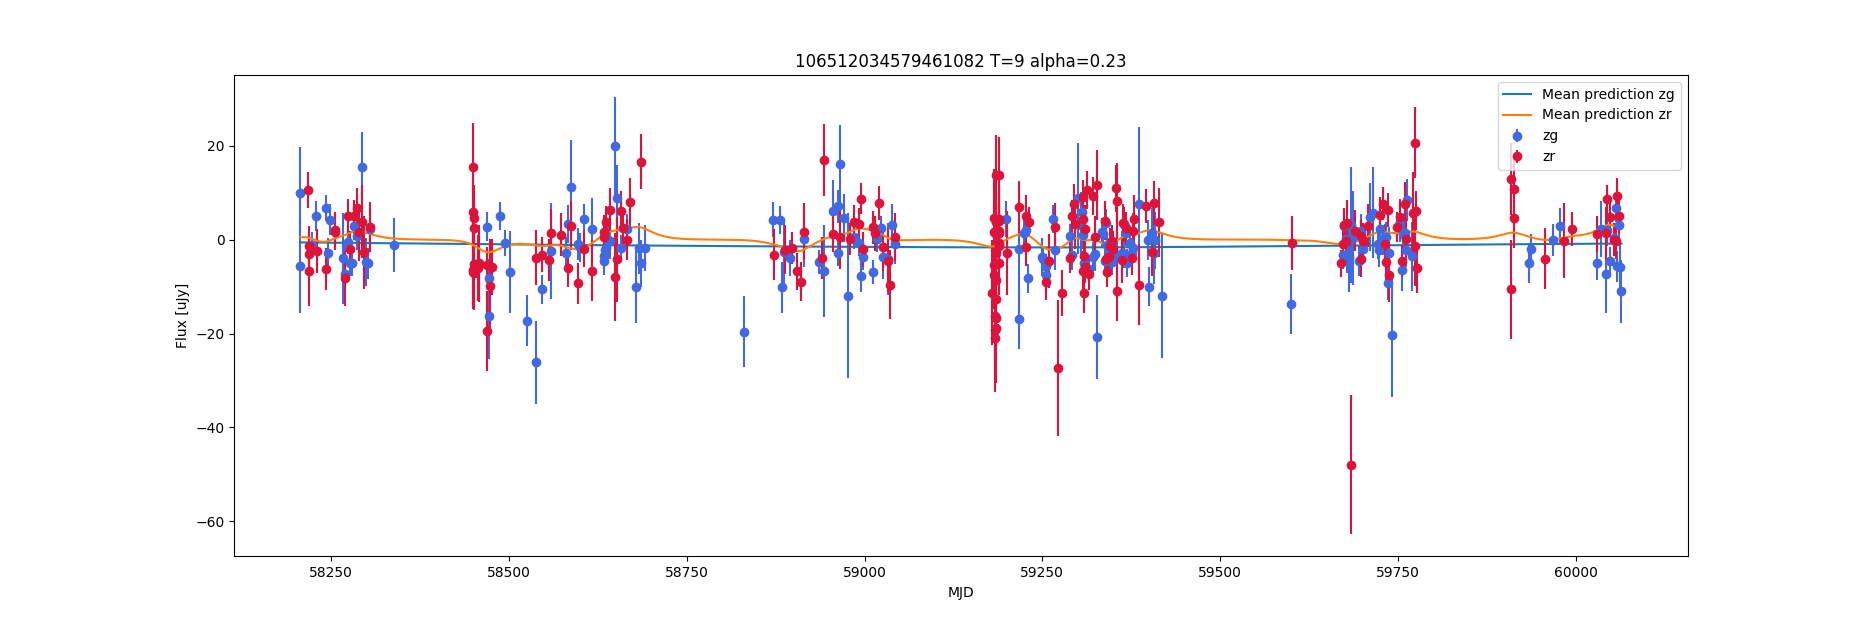 106512034579461082 T=9 alpha=0.23
Mean prediction zg
Mean prediction zr
zg
zr
20
0
−20
−40
−60
Flux [uJy]
58250
58500
58750
59000
59250
59500
59750
60000
MJD